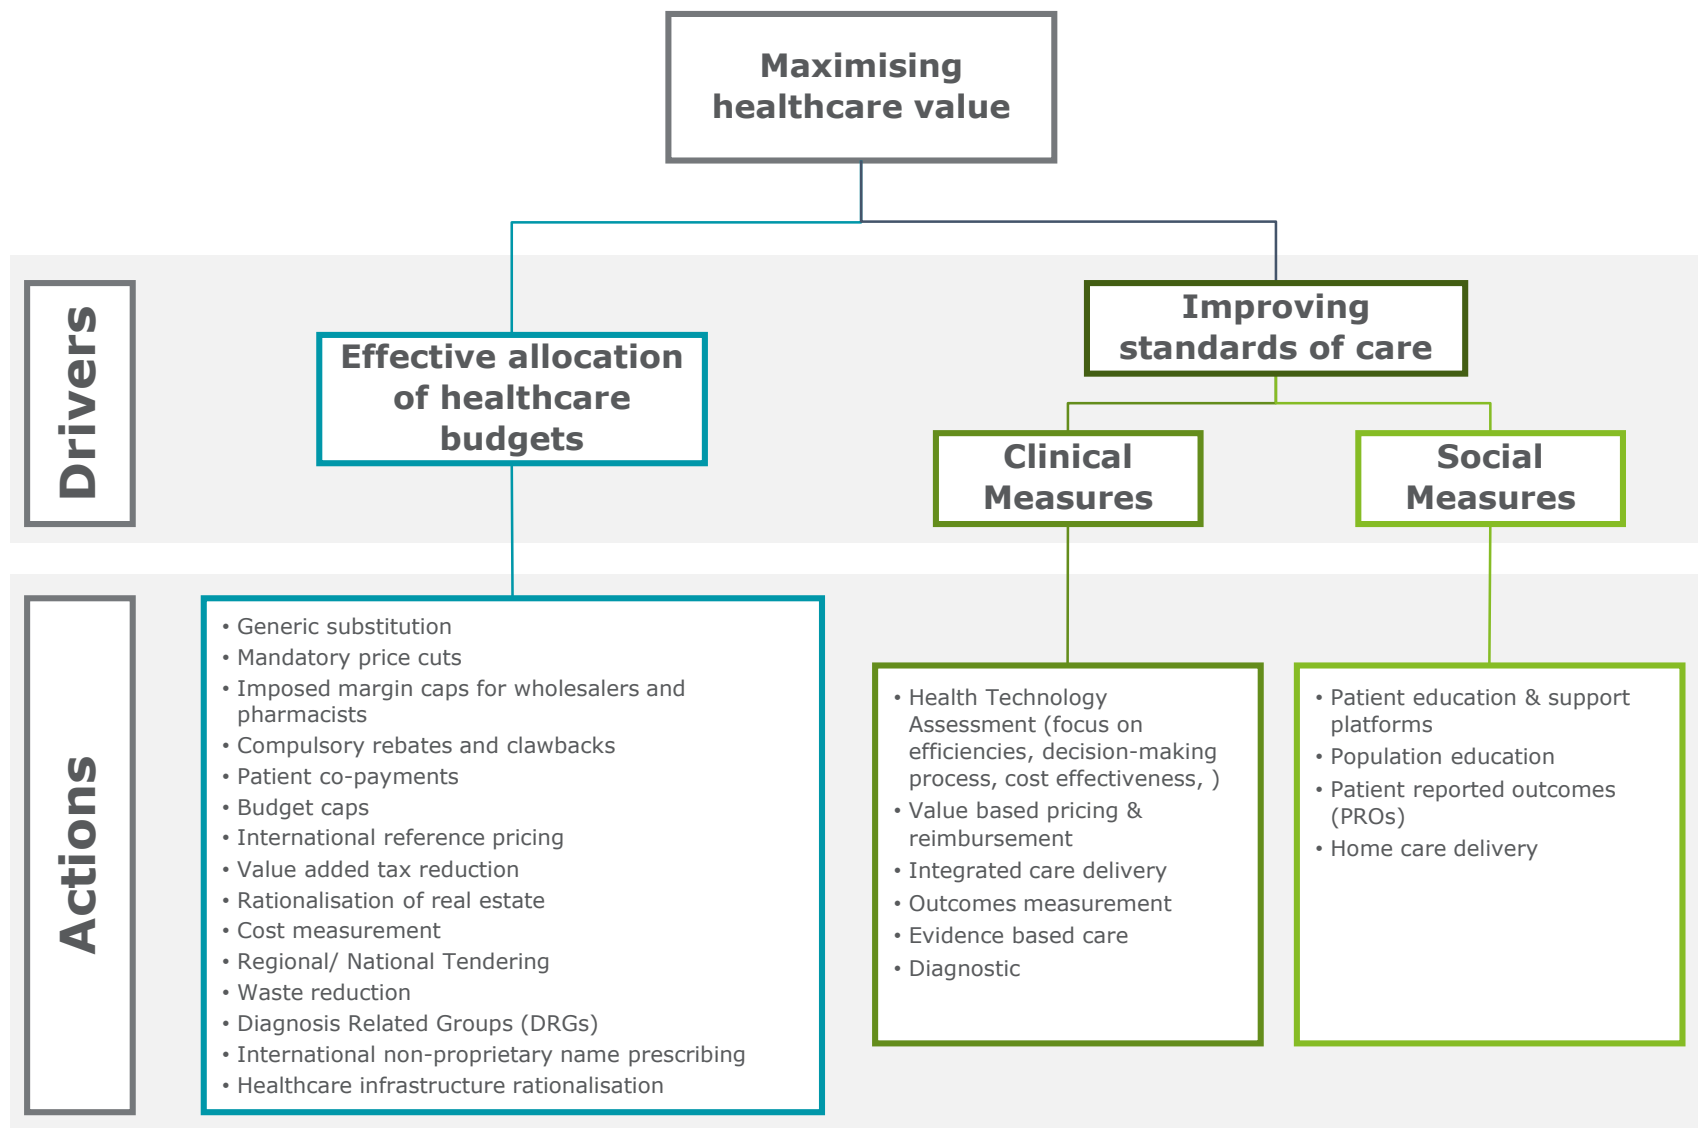 Maximising
healthcare value
Drivers
Effective allocation
of healthcare
budgets
Improving
standards of care
Clinical
Measures
Social
Measures
Actions
• Generic substitution
• Mandatory price cuts
• Imposed margin caps for wholesalers and
pharmacists
• Compulsory rebates and clawbacks
• Patient co-payments
• Budget caps
• International reference pricing
• Value added tax reduction
• Rationalisation of real estate
• Cost measurement
• Regional/ National Tendering
• Waste reduction
• Diagnosis Related Groups (DRGs)
• International non-proprietary name prescribing
• Healthcare infrastructure rationalisation
• Health Technology
Assessment (focus on
efficiencies, decision-making
process, cost effectiveness, )
• Value based pricing &
reimbursement
• Integrated care delivery
• Outcomes measurement
• Evidence based care
• Diagnostic
• Patient education & support
platforms
• Population education
• Patient reported outcomes
(PROs)
• Home care delivery